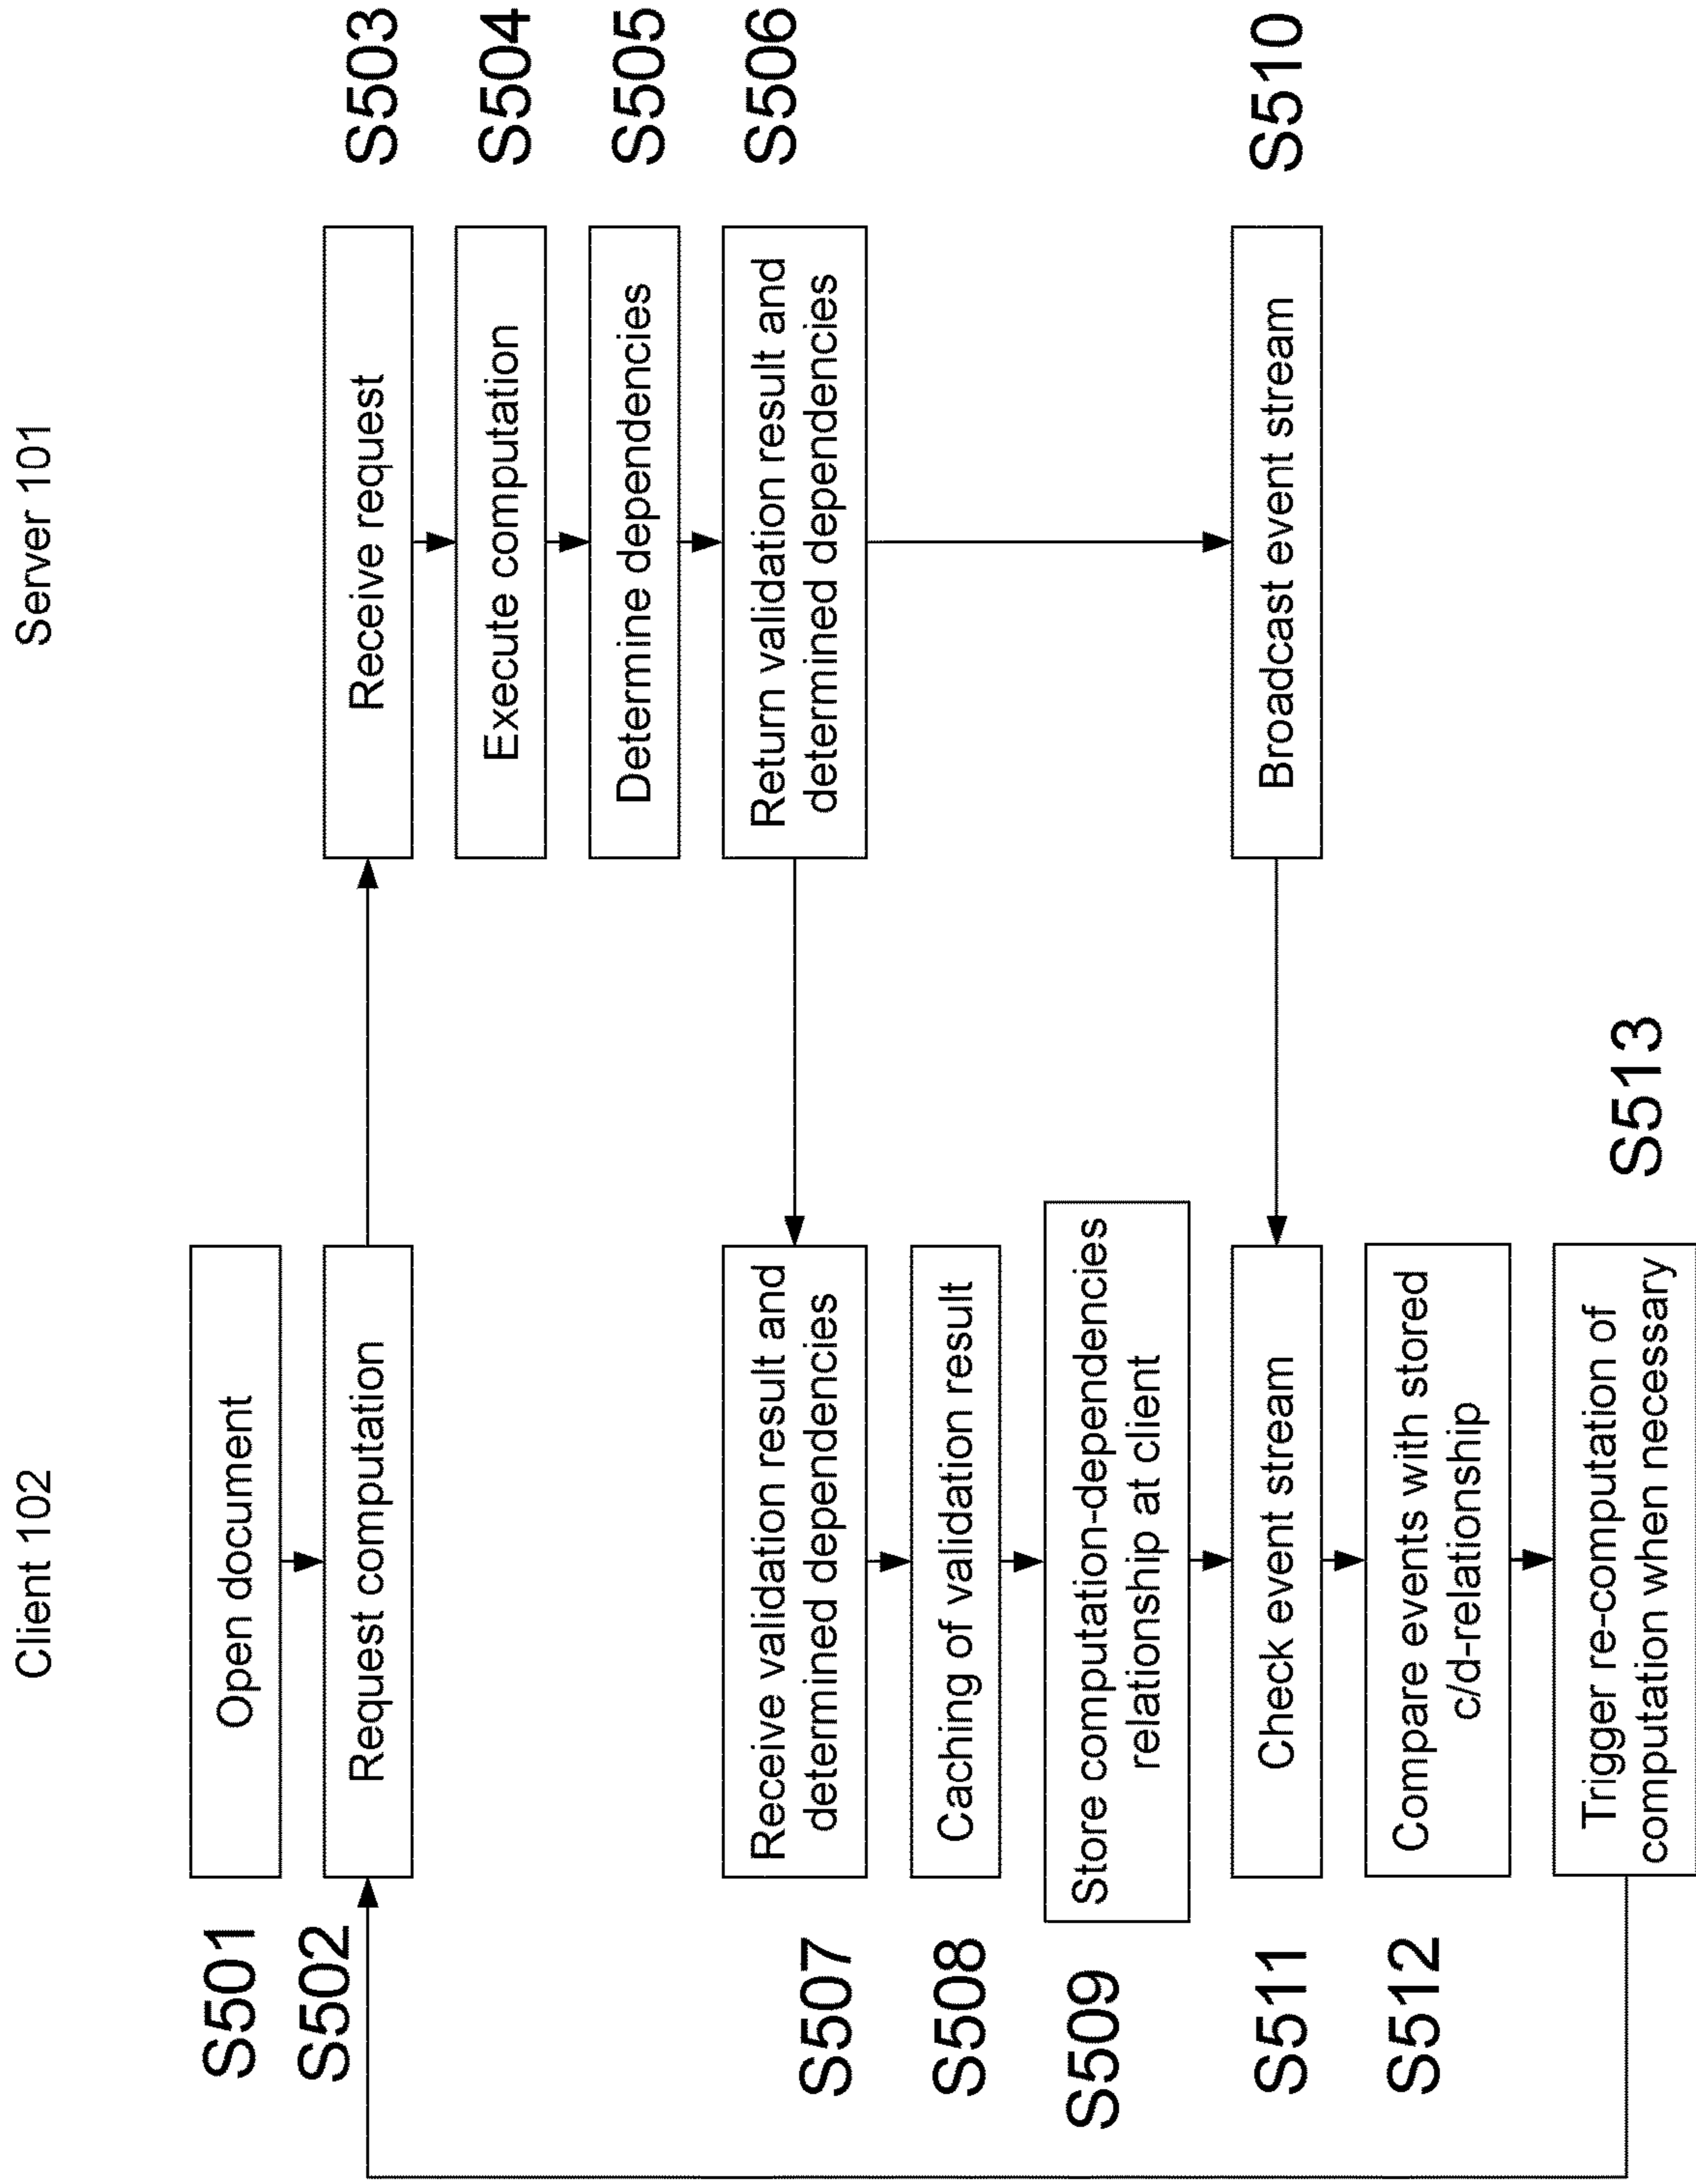 Client 102
Server 101
S501
Open document
S502
Request computation
Receive request
S503
Execute computation
S504
Determine dependencies
S505
Return validation result and
determined dependencies
S506
S507
Receive validation result and
determined dependencies
S508
Caching of validation result
S509
Store computation-dependencies
relationship at client
Broadcast event stream
S510
S511
Check event stream
S512
Compare events with stored
c/d-relationship
Trigger re-computation of
computation when necessary
S513